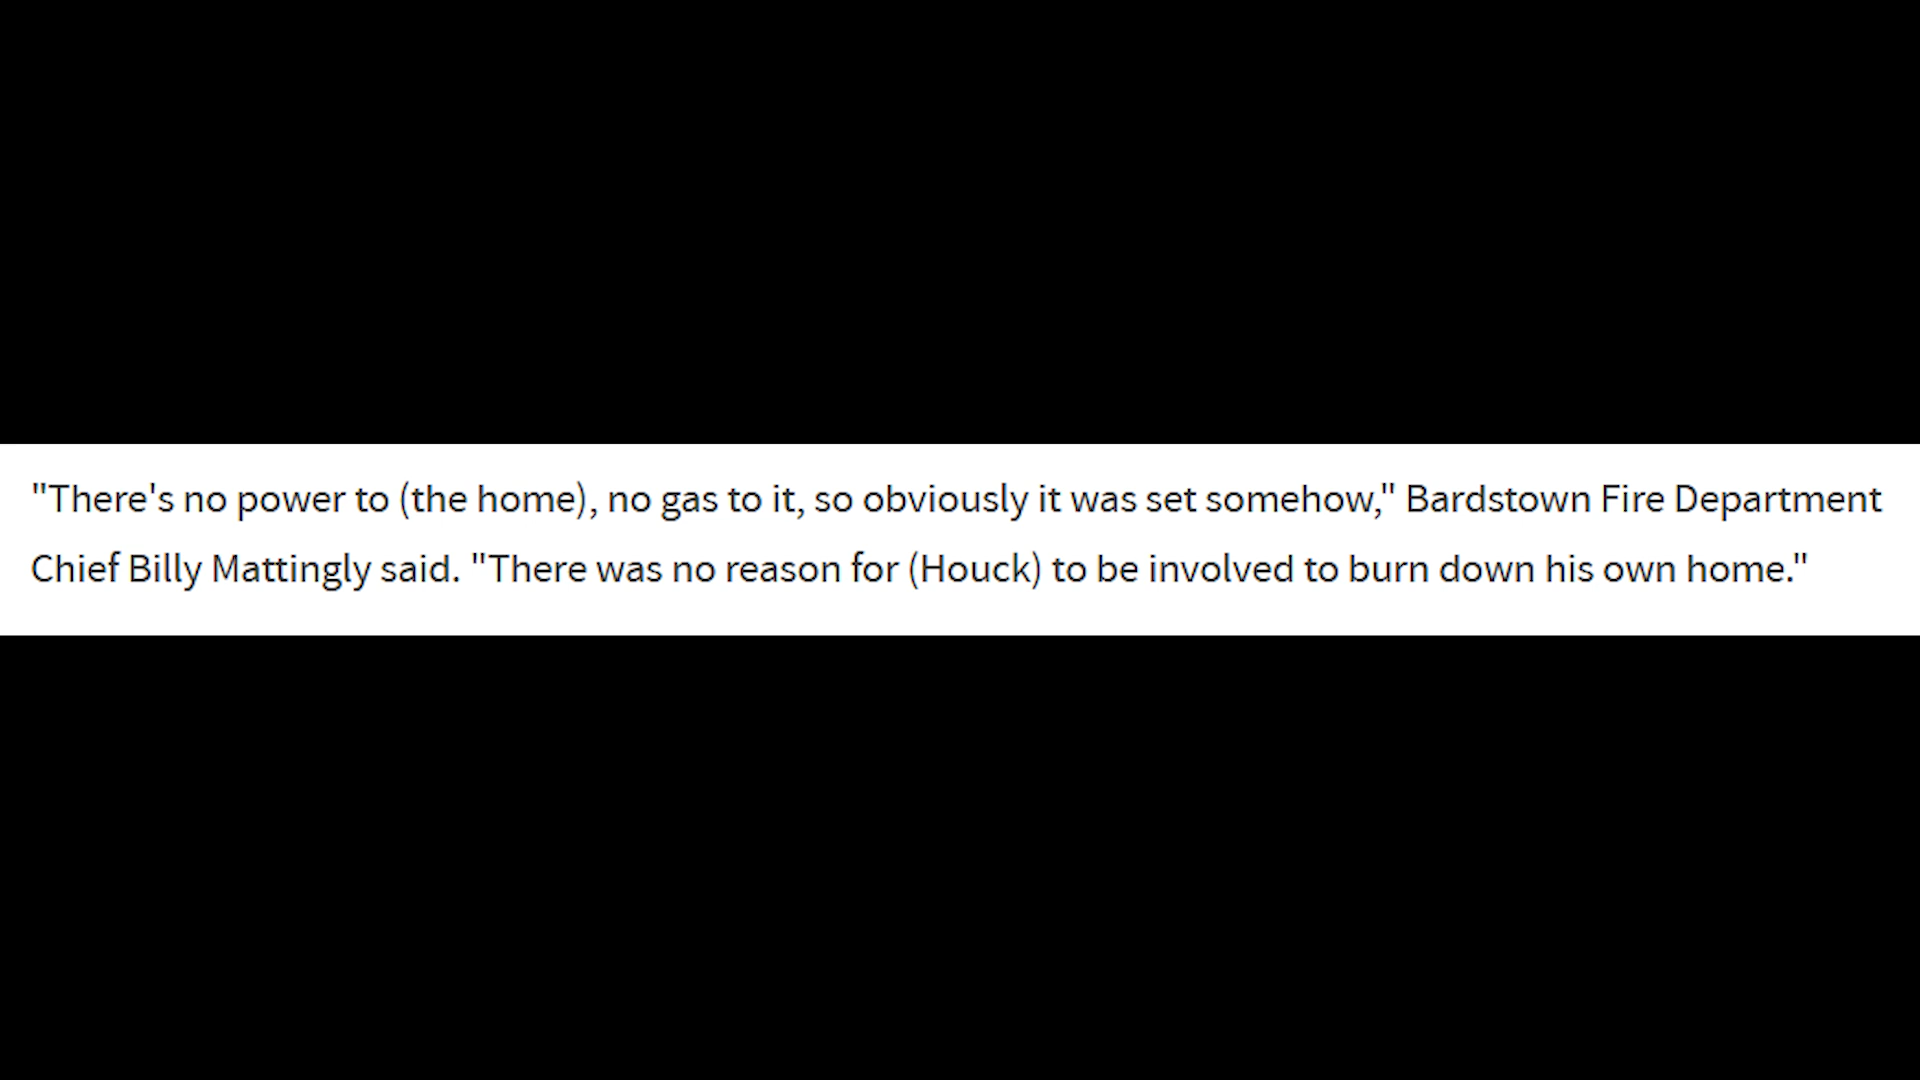 "There's no power to (the home), no gas to it, so obviously it was set somehow," Bardstown Fire Department
Chief Billy Mattingly said. "There was no reason for (Houck) to be involved to burn down his own home."